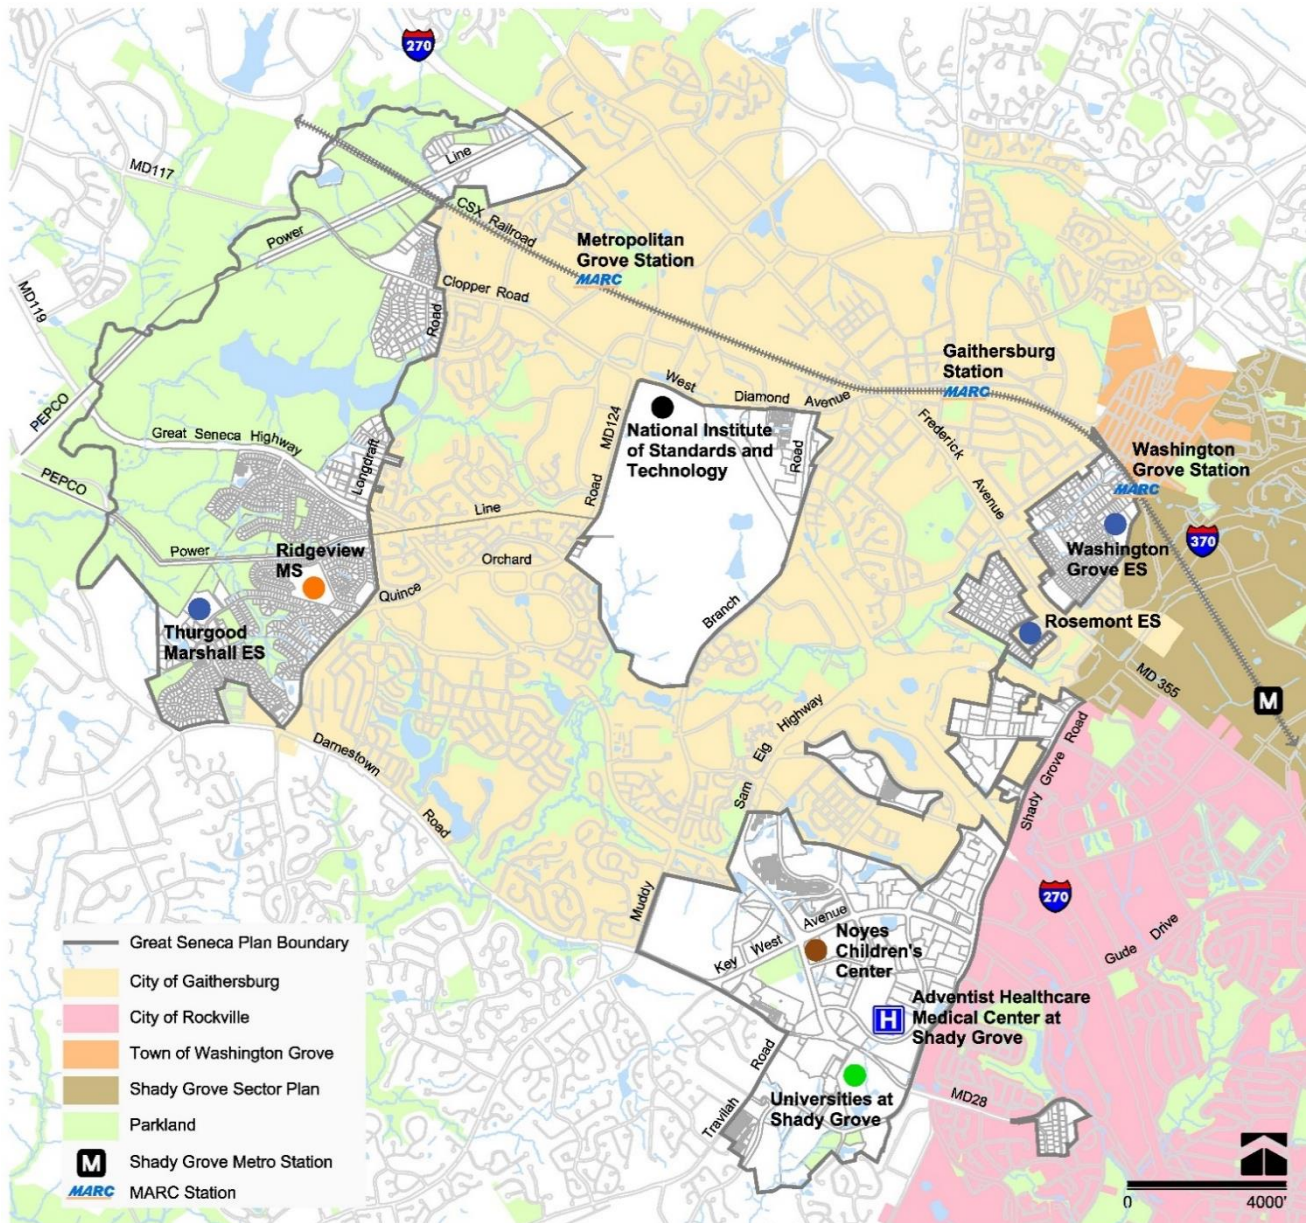 270
MD117
Line
Power
CSX Railroad
Metropolitan
Grove Station
MARC
Clopper Road
MD119
Road
Gaithersburg
Station
MARC
West
Diamond Avenue
PEPCO
MD124
Road
National Institute
of Standards and
Technology
Road
Frederick
Avenue
Great Seneca Highway
Longdraft
Washington
Grove Station
MARC
PEPCO
Line
370
Power
Ridgeview
MS
Orchard
Quince
Washington
Grove ES
Branch
Thurgood
Marshall ES
Rosemont ES
MD 355
M
Sam Eig Highway
Darnestown
Road
Shady Grove Road
Muddy
270
Key West Avenue
Noyes
Children's
Center
Gude Drive
Adventist Healthcare
Medical Center at
Shady Grove
H
Road
Travilah
Universities at
Shady Grove
MD28
Great Seneca Plan Boundary
City of Gaithersburg
City of Rockville
Town of Washington Grove
Shady Grove Sector Plan
Parkland
M Shady Grove Metro Station
MARC MARC Station
0 4000'